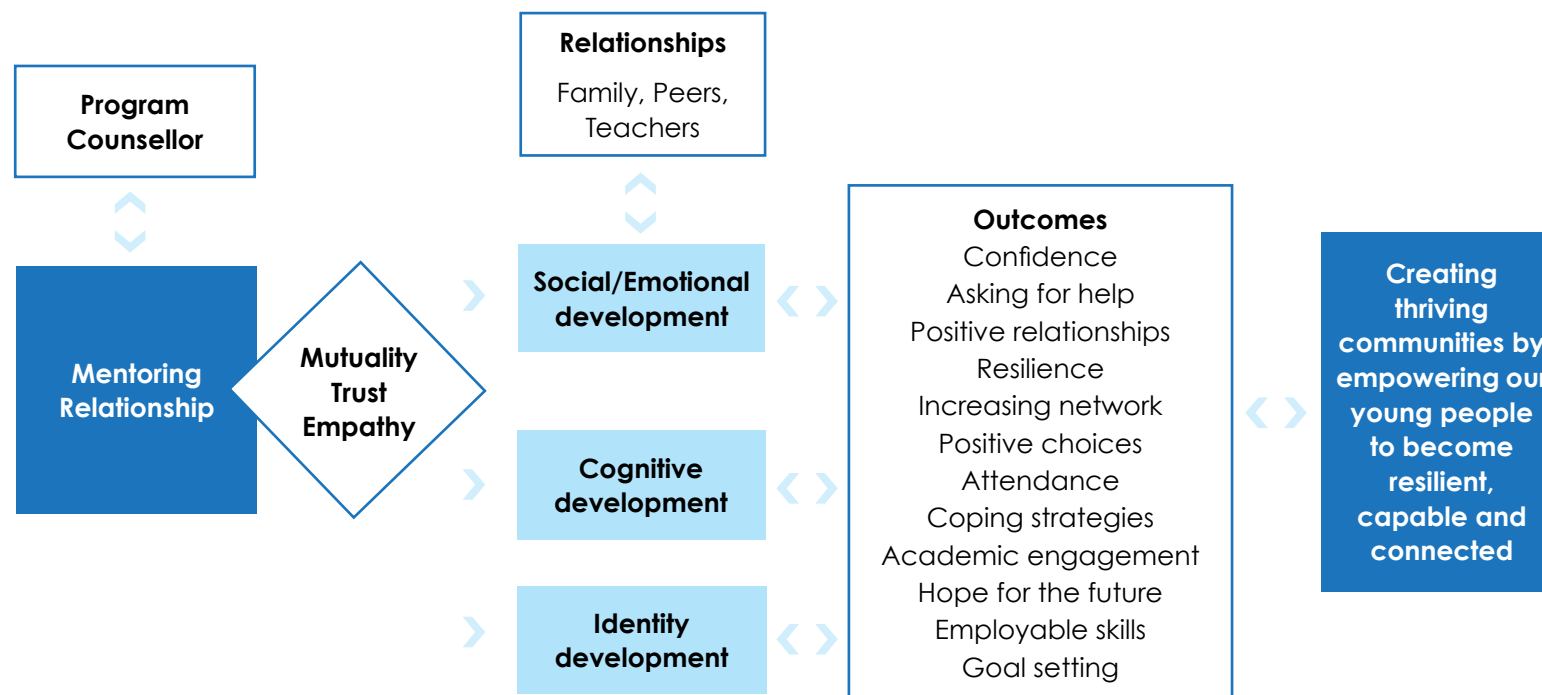 Program
Counsellor
Relationships
Family, Peers,
Teachers
Mentoring
Relationship
Mutuality
Trust
Empathy
Social/Emotional
development
Cognitive
development
Identity
development
Outcomes
Confidence
Asking for help
Positive relationships
Resilience
Increasing network
Positive choices
Attendance
Coping strategies
Academic engagement
Hope for the future
Employable skills
Goal setting
Creating
thriving
communities by
empowering our
young people
to become
resilient,
capable and
connected